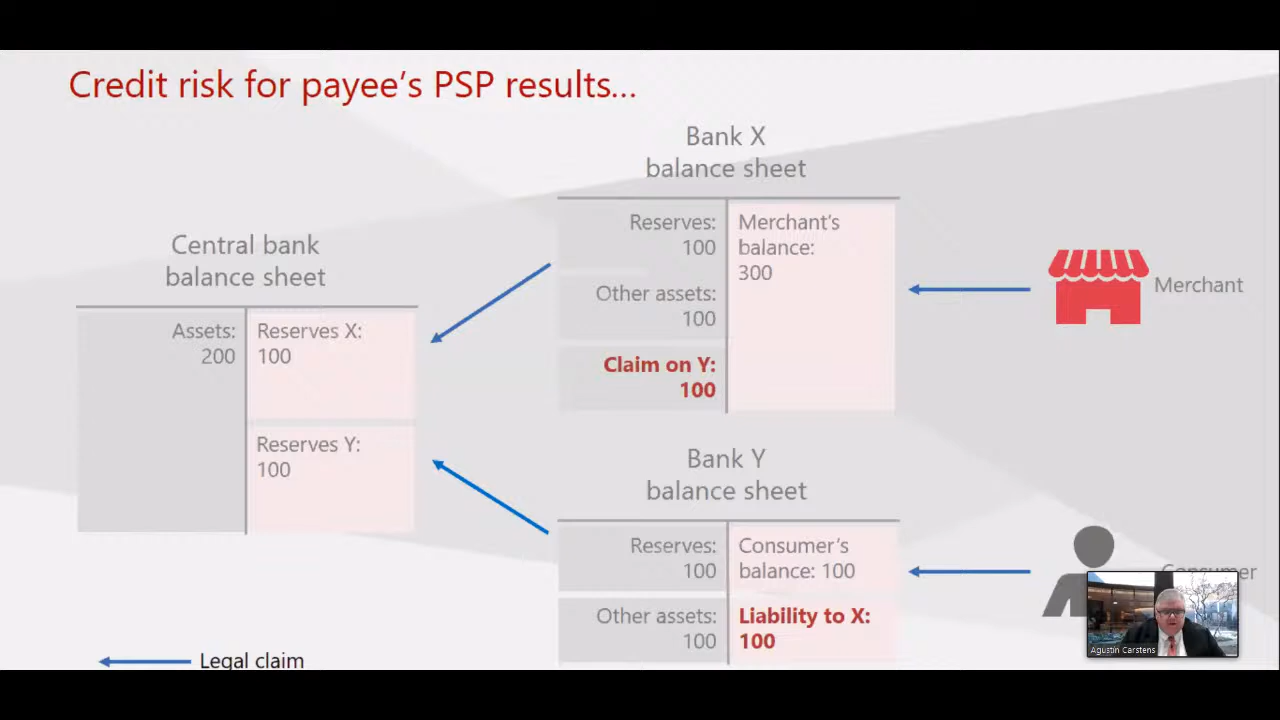 Credit risk for payee's PSP results...
Bank X
balance sheet
Reserves:
100
Other assets:
100
Claim on Y:
100
Merchant's
balance:
300
Merchant
Central bank
balance sheet
Assets:
200
Reserves X:
100
Reserves Y:
100
Bank Y
balance sheet
Reserves:
100
Other assets:
100
Consumer's
balance: 100
Liability to X:
100
Consumer
Agustín Carstens
Legal claim